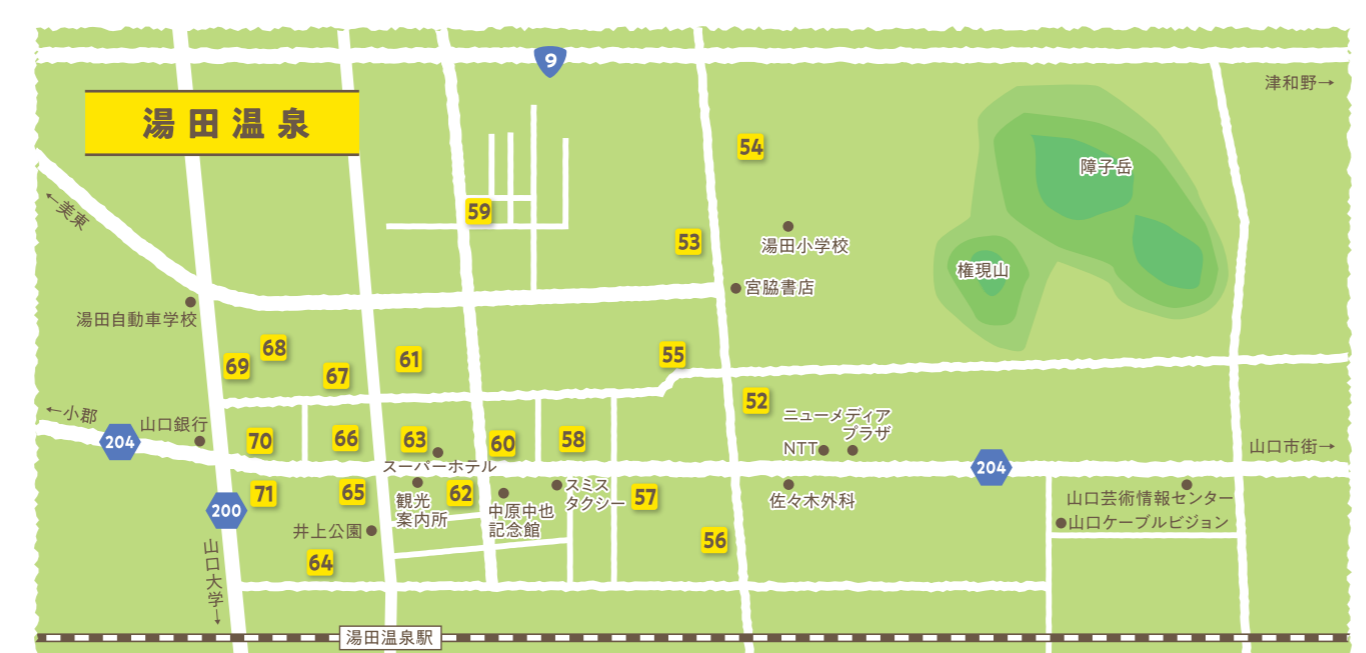 9
津和野→
湯田温泉
54
障子岳
←美東
59
53
湯田小学校
権現山
宮脇書店
湯田自動車学校
68
69
67
61
55
52
←小郡
204
山口銀行
70
66
63
60
58
ニューメディア
プラザ
NTT
山口市街→
スーパーホテル
204
71
65
観光
案内所
62
中原中也
記念館
スミス
タクシー
57
佐々木外科
山口芸術情報センター
200
井上公園
山口ケーブルビジョン
56
64
山口大学→
湯田温泉駅